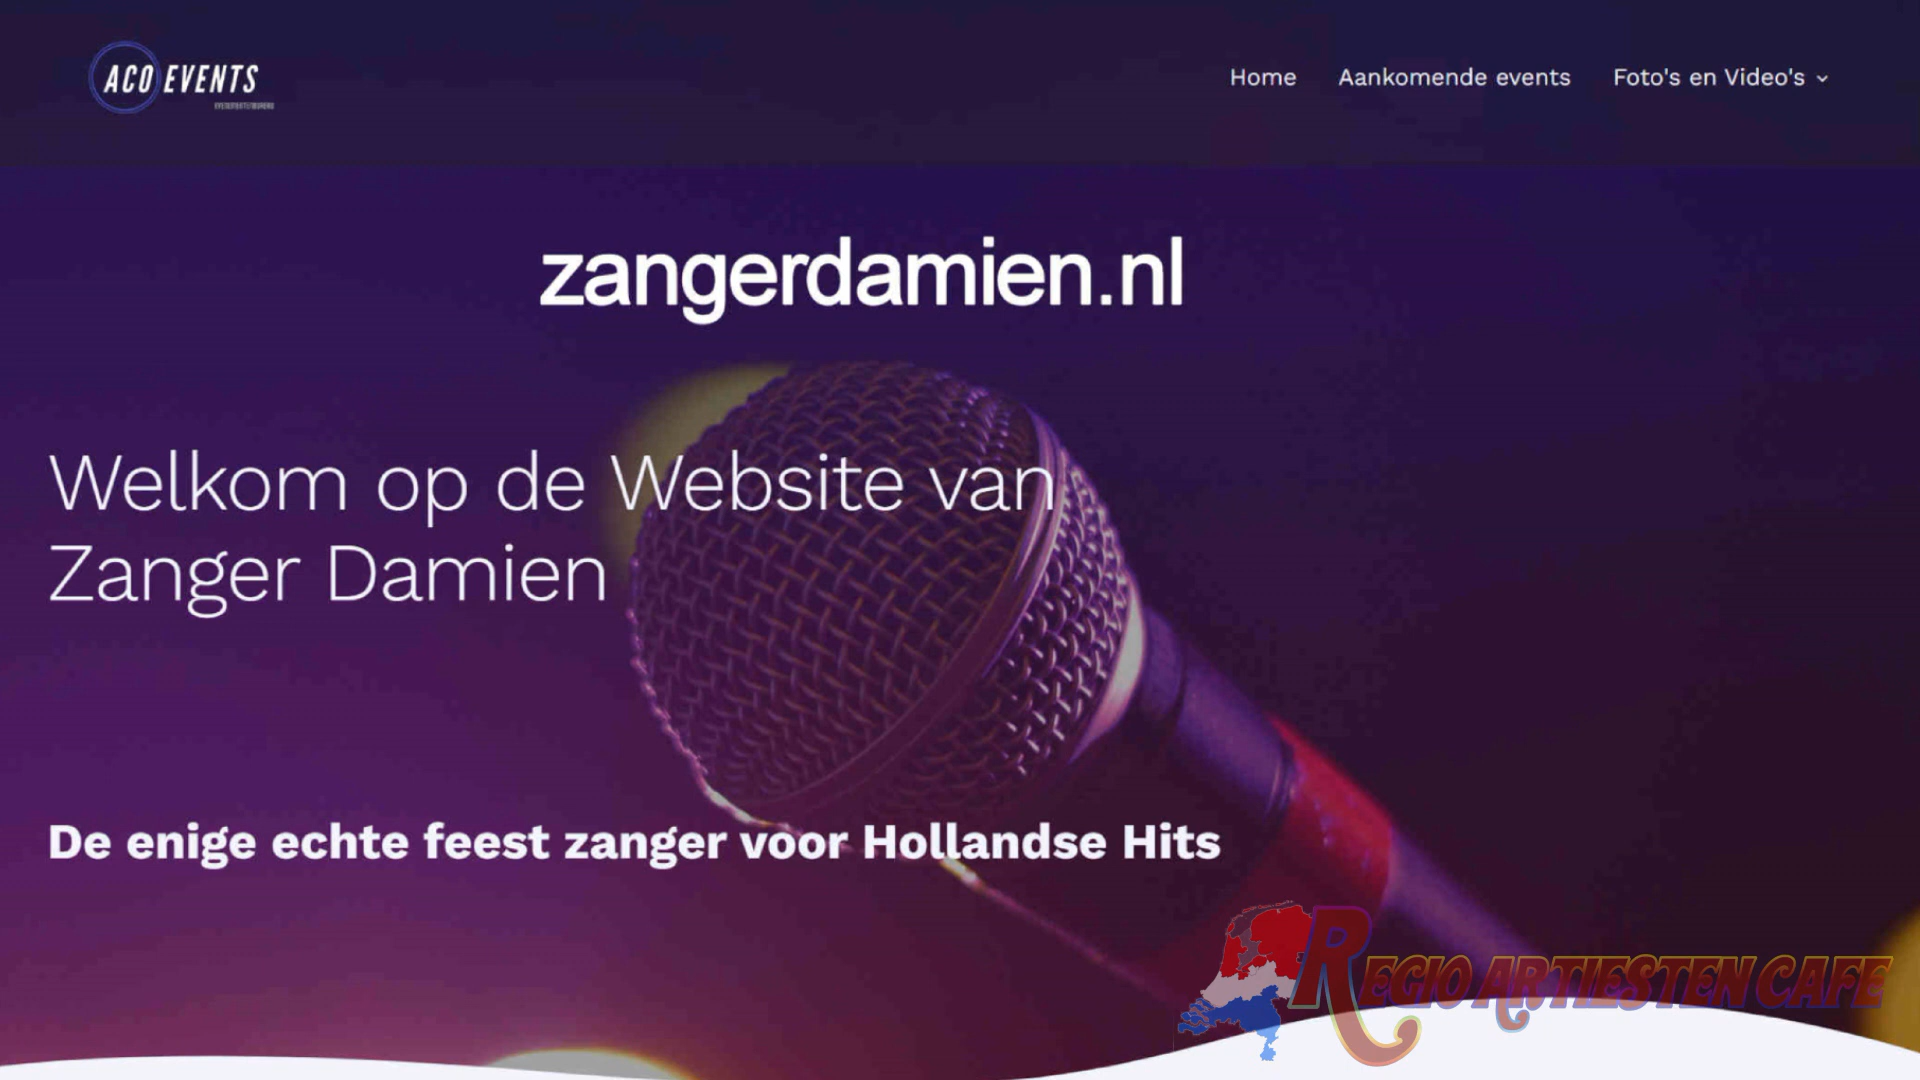 ACO EVENTS
Home
Aankomende events
Foto's en Video's
zangerdamien.nl
Welkom op de Website van
Zanger Damien
De enige echte feest zanger voor Hollandse Hits
REGIO ARTIESTEN CAFE